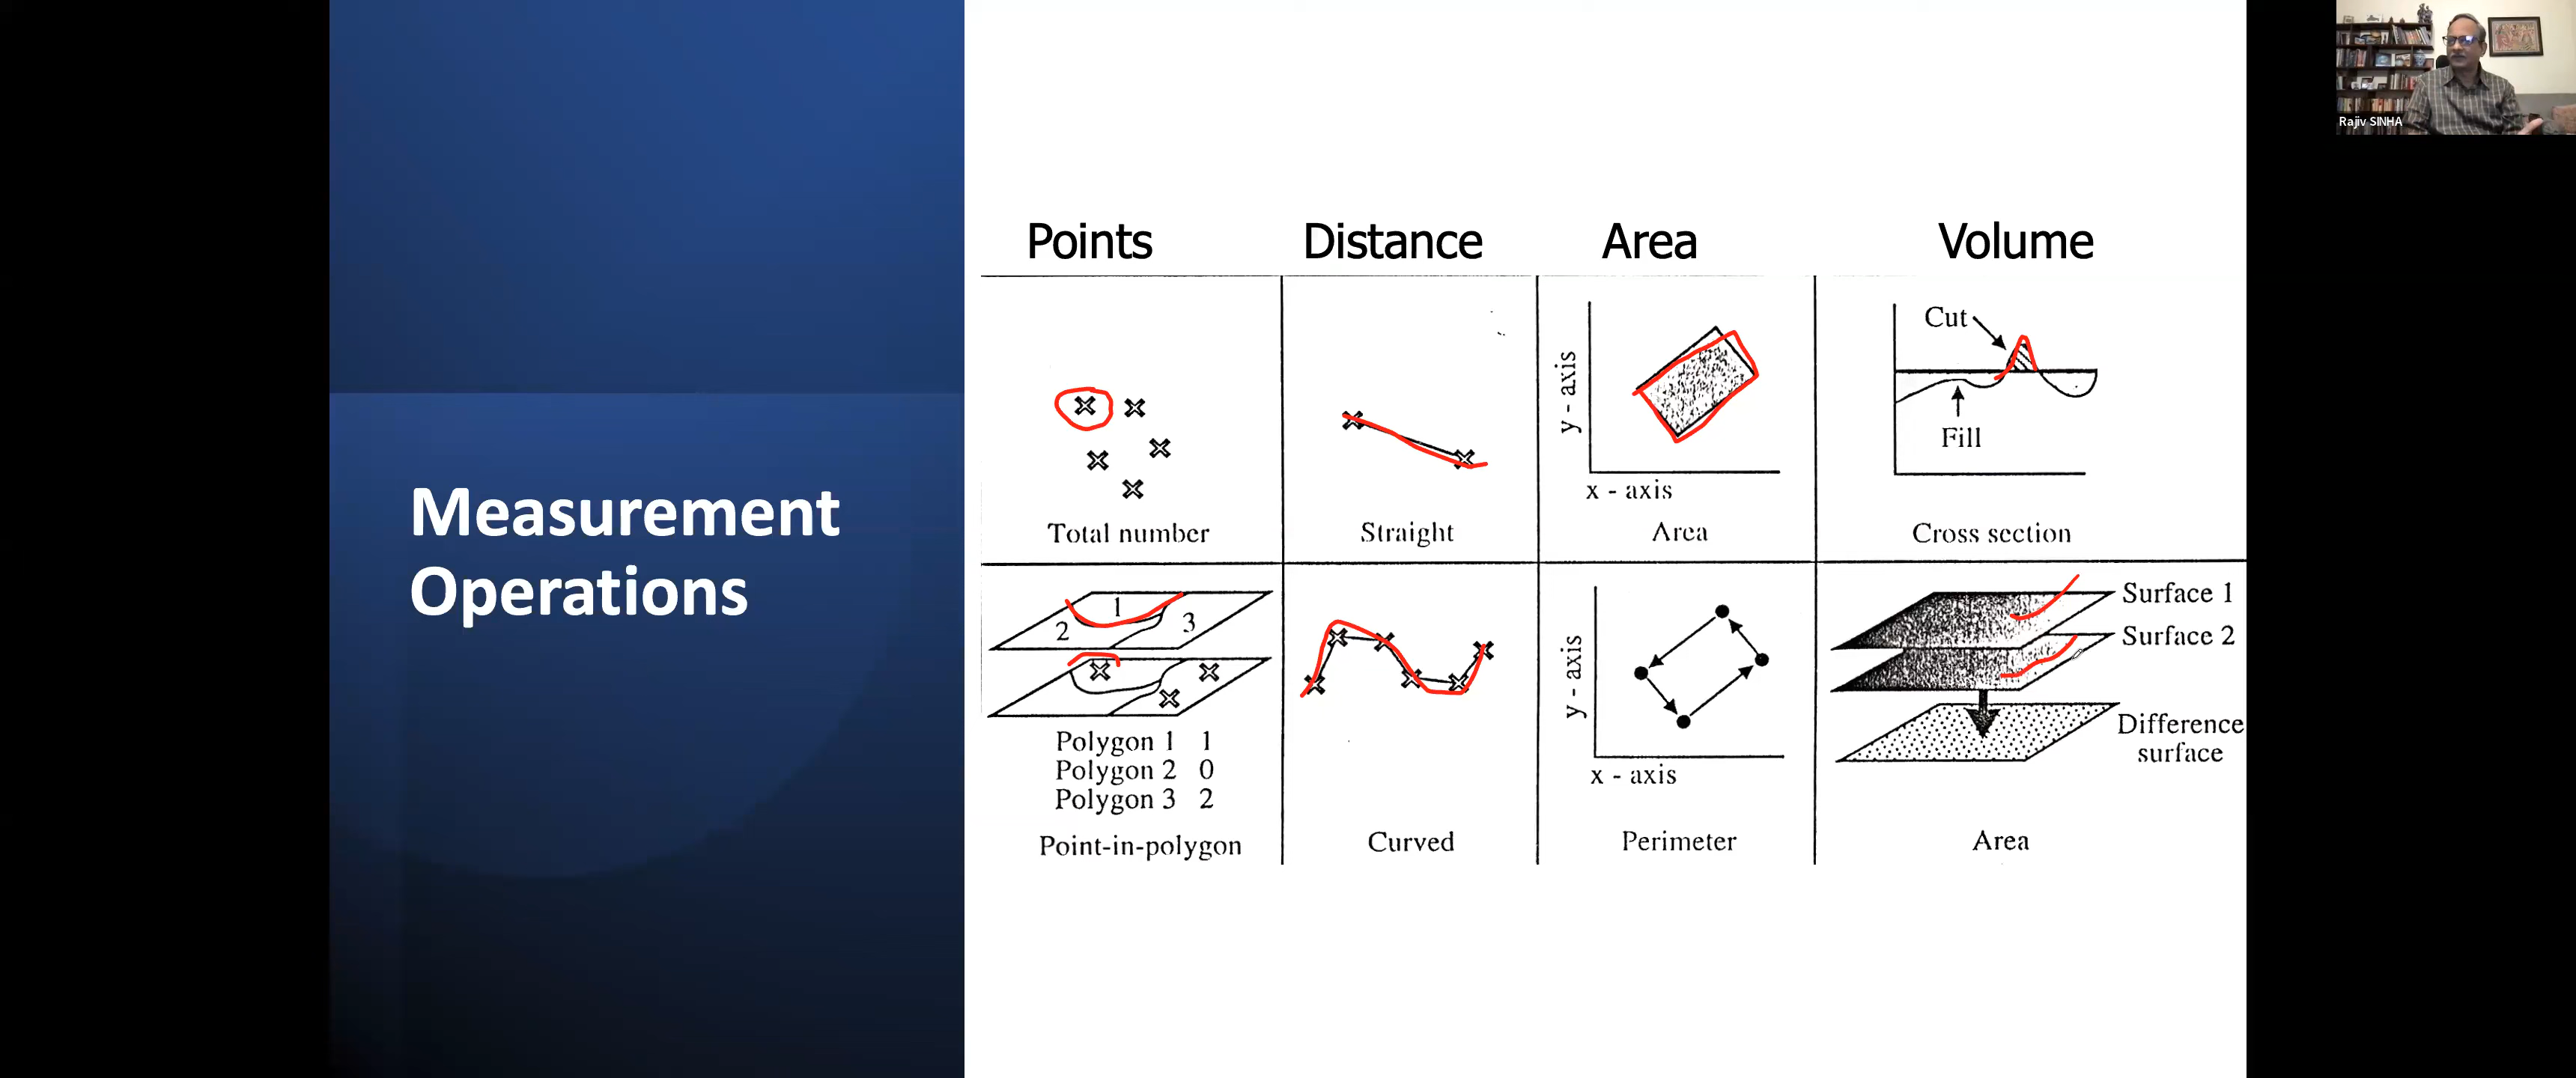 Measurement
Operations
Points
Distance
Area
Volume
Total number
Straight
y - axis
x - axis
Area
Cut
Fill
Cross section
1
2
3
Polygon 1 1
Polygon 2 0
Polygon 3 2
Point-in-polygon
Curved
y - axis
x - axis
Perimeter
Surface 1
Surface 2
Difference
surface
Area
Rajiv SINHA